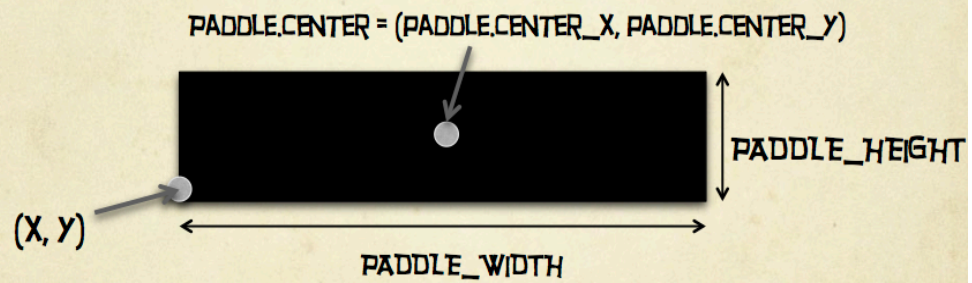 PADDLE.CENTER = (PADDLE.CENTER_X, PADDLE.CENTER_Y)
PADDLE_HEIGHT
(X, Y)
PADDLE_WIDTH